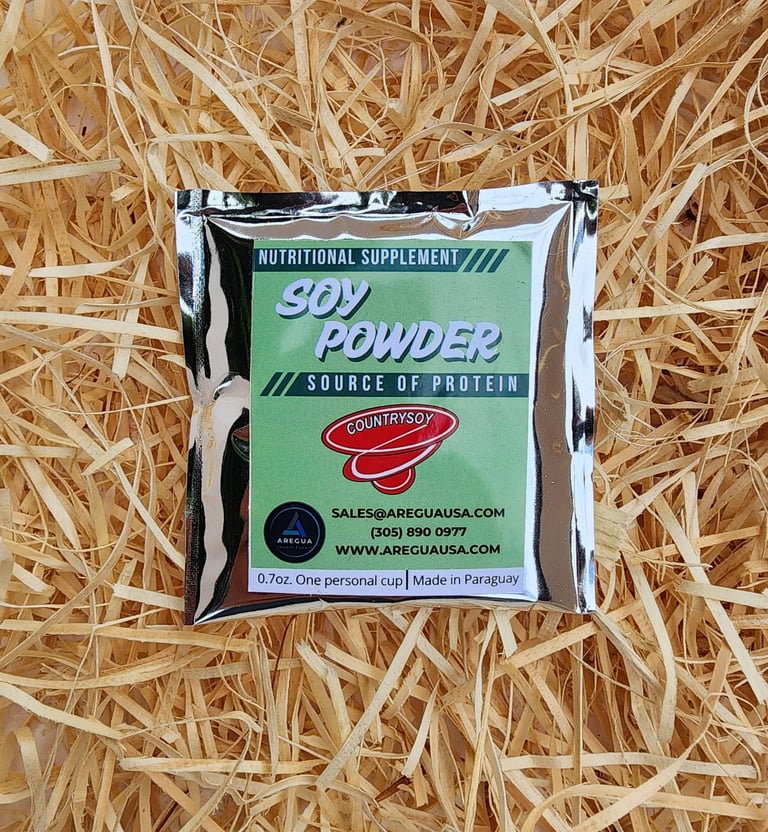 NUTRITIONAL SUPPLEMENT
SOY
POWDER
SOURCE OF PROTEIN
COUNTRYSOY
SALES@AREGUAUSA.COM
(305) 890 0977
WWW.AREGUAUSA.COM
AREGUA
0.7oz. One personal cup | Made in Paraguay